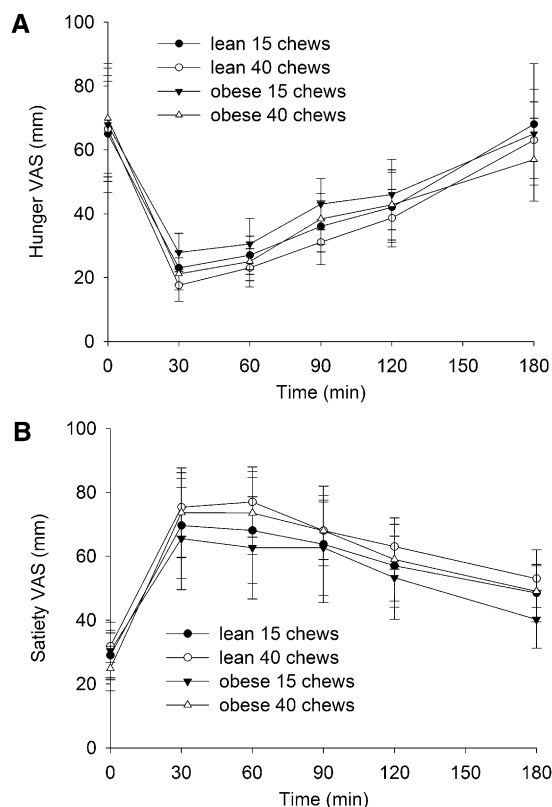 A
100
80
60
40
20
0
Hunger VAS (mm)
lean 15 chews
lean 40 chews
obese 15 chews
obese 40 chews
0 30 60 90 120 150 180
Time (min)
B
100
80
60
40
20
0
Satiety VAS (mm)
lean 15 chews
lean 40 chews
obese 15 chews
obese 40 chews
0 30 60 90 120 150 180
Time (min)